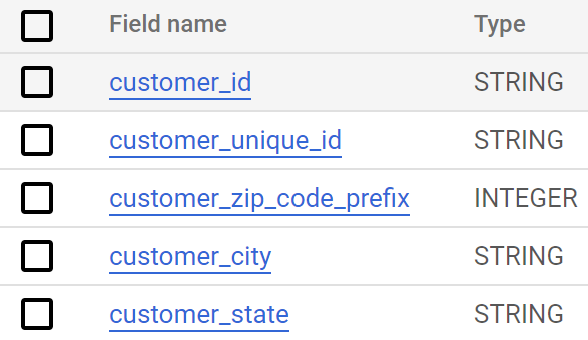 Field name Type
customer_id STRING
customer_unique_id STRING
customer_zip_code_prefix INTEGER
customer_city STRING
customer_state STRING